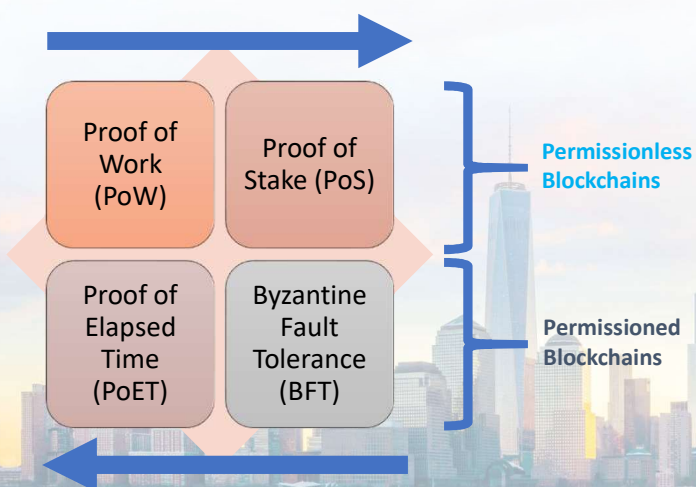 Proof of
Work
(PoW)
Proof of
Stake (PoS)
Permissionless
Blockchains
Proof of
Elapsed
Time
(PoET)
Byzantine
Fault
Tolerance
(BFT)
Permissioned
Blockchains